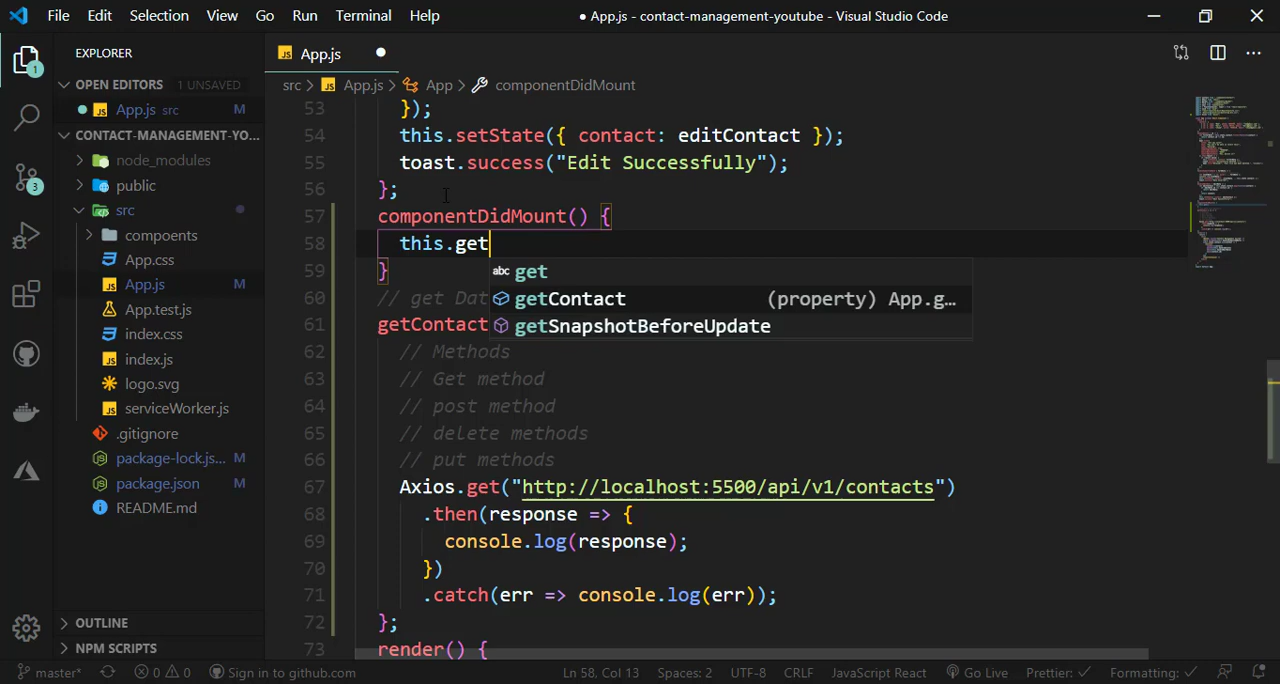 File Edit Selection View Go Run Terminal Help
● App.js - contact-management-youtube - Visual Studio Code
EXPLORER
OPEN EDITORS 1 UNSAVED
App.js src M
CONTACT-MANAGEMENT-YO...
node_modules
public
src
compoents
App.css
App.js M
App.test.js
index.css
index.js
logo.svg
serviceWorker.js
.gitignore
package-lock.js... M
package.json M
README.md
OUTLINE
NPM SCRIPTS
1
3
App.js
src > App.js > App > componentDidMount
53 });
54 this.setState({ contact: editContact });
55 toast.success("Edit Successfully");
56 };
57 componentDidMount() {
58 this.get
59 }
60 // get Dat
61 getContact
get
getContact (property) App.g…
getSnapshotBeforeUpdate
62 // Methods
63 // Get method
64 // post method
65 // delete methods
66 // put methods
67 Axios.get("http://localhost:5500/api/v1/contacts")
68 .then(response => {
69 console.log(response);
70 })
71 .catch(err => console.log(err));
72 };
73 render() {
master* 0 0 Sign in to github.com Ln 58, Col 13 Spaces: 2 UTF-8 CRLF JavaScript React Go Live Prettier: ✓ Formatting: ✓